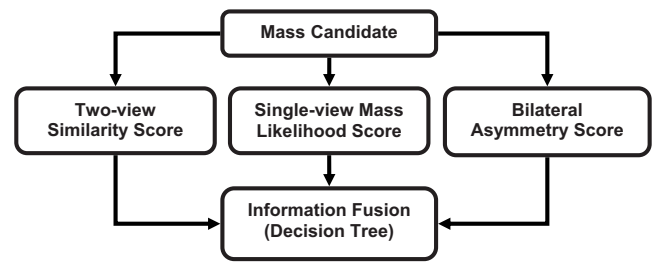 Mass Candidate
Two-view
Similarity Score
Single-view Mass
Likelihood Score
Bilateral
Asymmetry Score
Information Fusion
(Decision Tree)